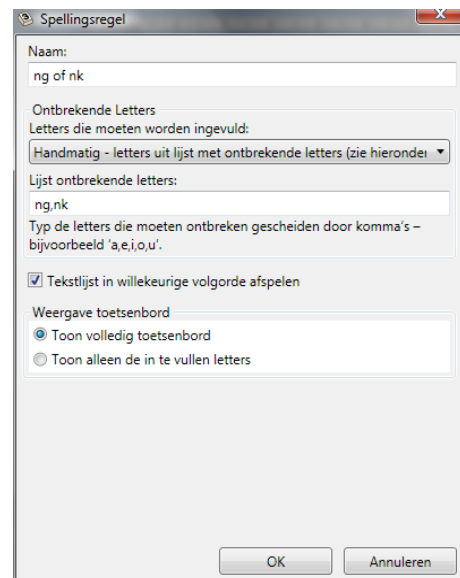 Spellingsregel
Naam:
ng of nk
Ontbrekende Letters
Letters die moeten worden ingevuld:
Handmatig - letters uit lijst met ontbrekende letters (zie hieronder
Lijst ontbrekende letters:
ng,nk
Typ de letters die moeten ontbreken gescheiden door komma's –
bijvoorbeeld 'a,e,i,o,u'.
Tekstlijst in willekeurige volgorde afspelen
Weergave toetsenbord
Toon volledig toetsenbord
Toon alleen de in te vullen letters
OK Annuleren